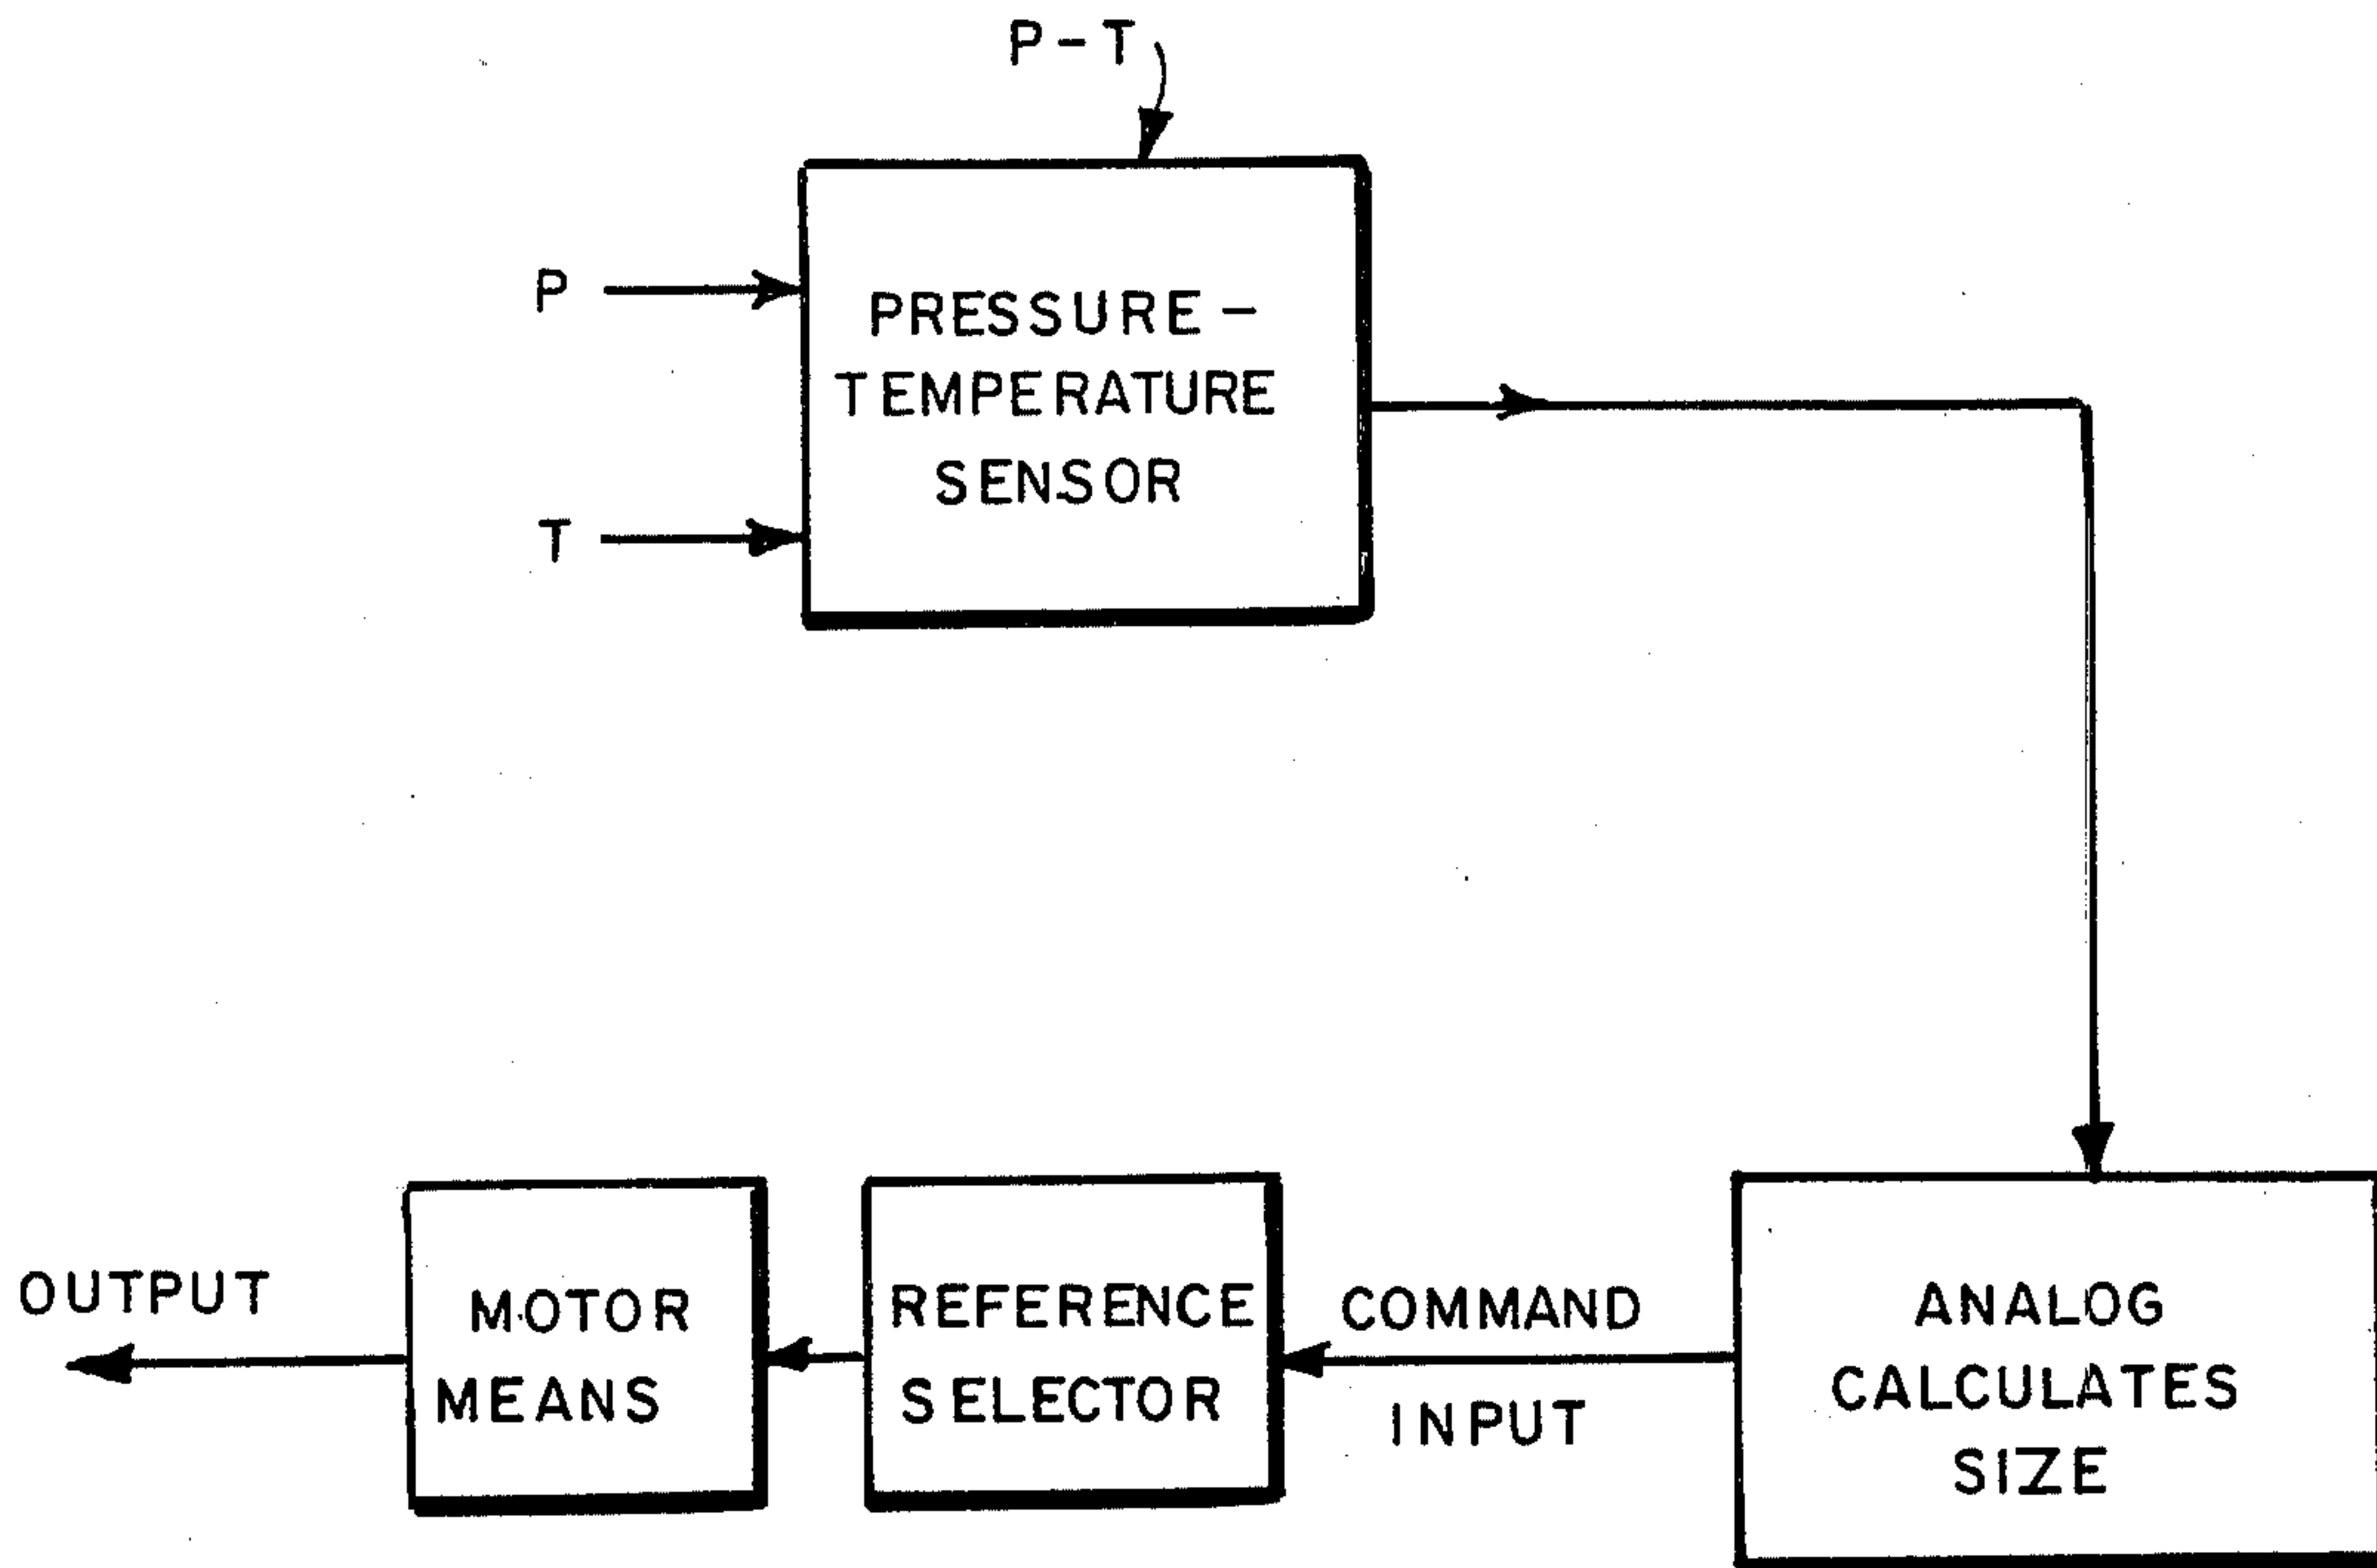 P-T
P
PRESSURE-
TEMPERATURE
SENSOR
T
OUTPUT
MOTOR
MEANS
REFERENCE
SELECTOR
COMMAND
INPUT
ANALOG
CALCULATES
SIZE